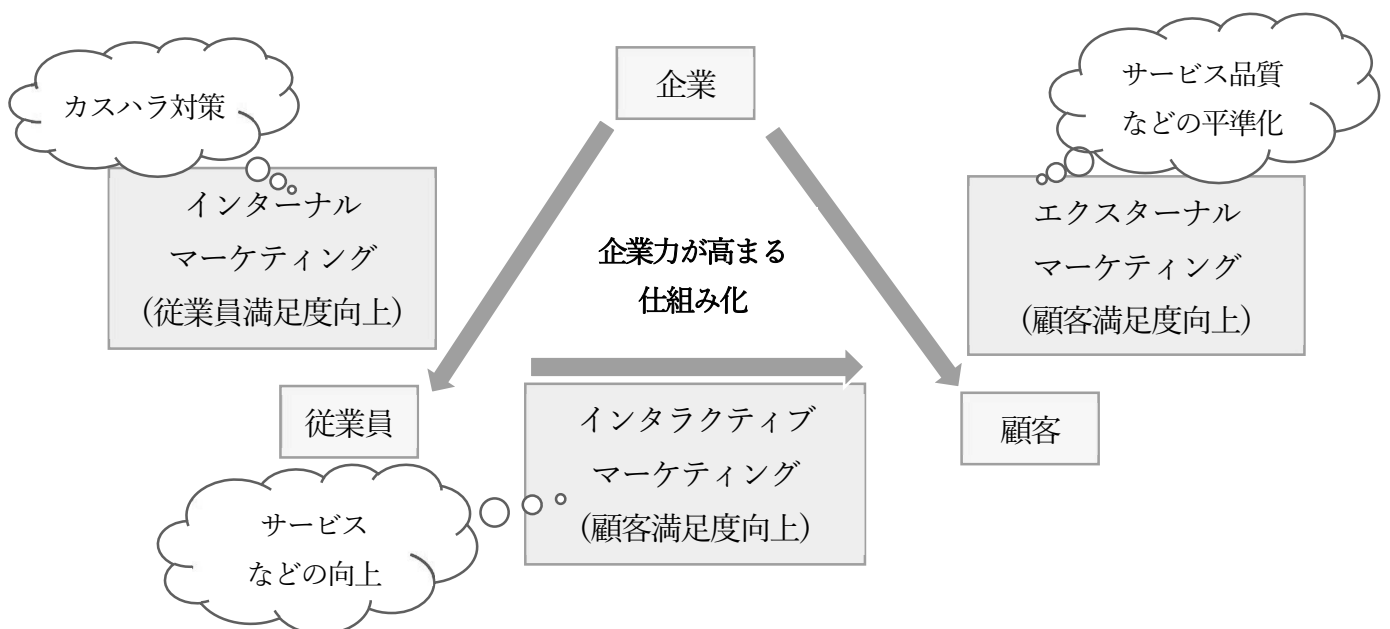 企業
カスハラ対策
サービス品質
などの平準化
インターナル
マーケティング
(従業員満足度向上)
企業力が高まる
仕組み化
エクスターナル
マーケティング
(顧客満足度向上)
従業員
インタラクティブ
マーケティング
(顧客満足度向上)
顧客
サービス
などの向上